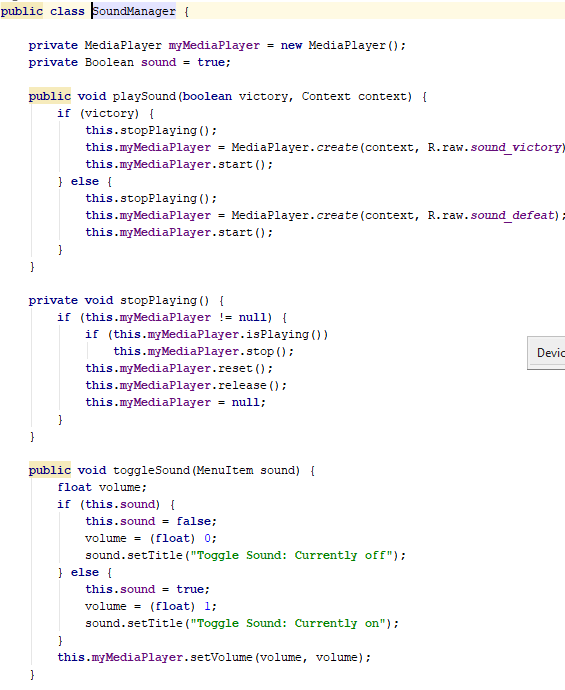 public class SoundManager {
private MediaPlayer myMediaPlayer = new MediaPlayer();
private Boolean sound = true;
public void playSound(boolean victory, Context context) {
if (victory) {
this.stopPlaying();
this.myMediaPlayer = MediaPlayer.create(context, R.raw.sound_victory)
this.myMediaPlayer.start();
} else {
this.stopPlaying();
this.myMediaPlayer = MediaPlayer.create(context, R.raw.sound_defeat);
this.myMediaPlayer.start();
}
}
private void stopPlaying() {
if (this.myMediaPlayer != null) {
if (this.myMediaPlayer.isPlaying())
this.myMediaPlayer.stop();
this.myMediaPlayer.reset();
this.myMediaPlayer.release();
this.myMediaPlayer = null;
}
}
Devic
public void toggleSound(MenuItem sound) {
float volume;
if (this.sound) {
this.sound = false;
volume = (float) 0;
sound.setTitle("Toggle Sound: Currently off");
} else {
this.sound = true;
volume = (float) 1;
sound.setTitle("Toggle Sound: Currently on");
}
this.myMediaPlayer.setVolume(volume, volume);
}